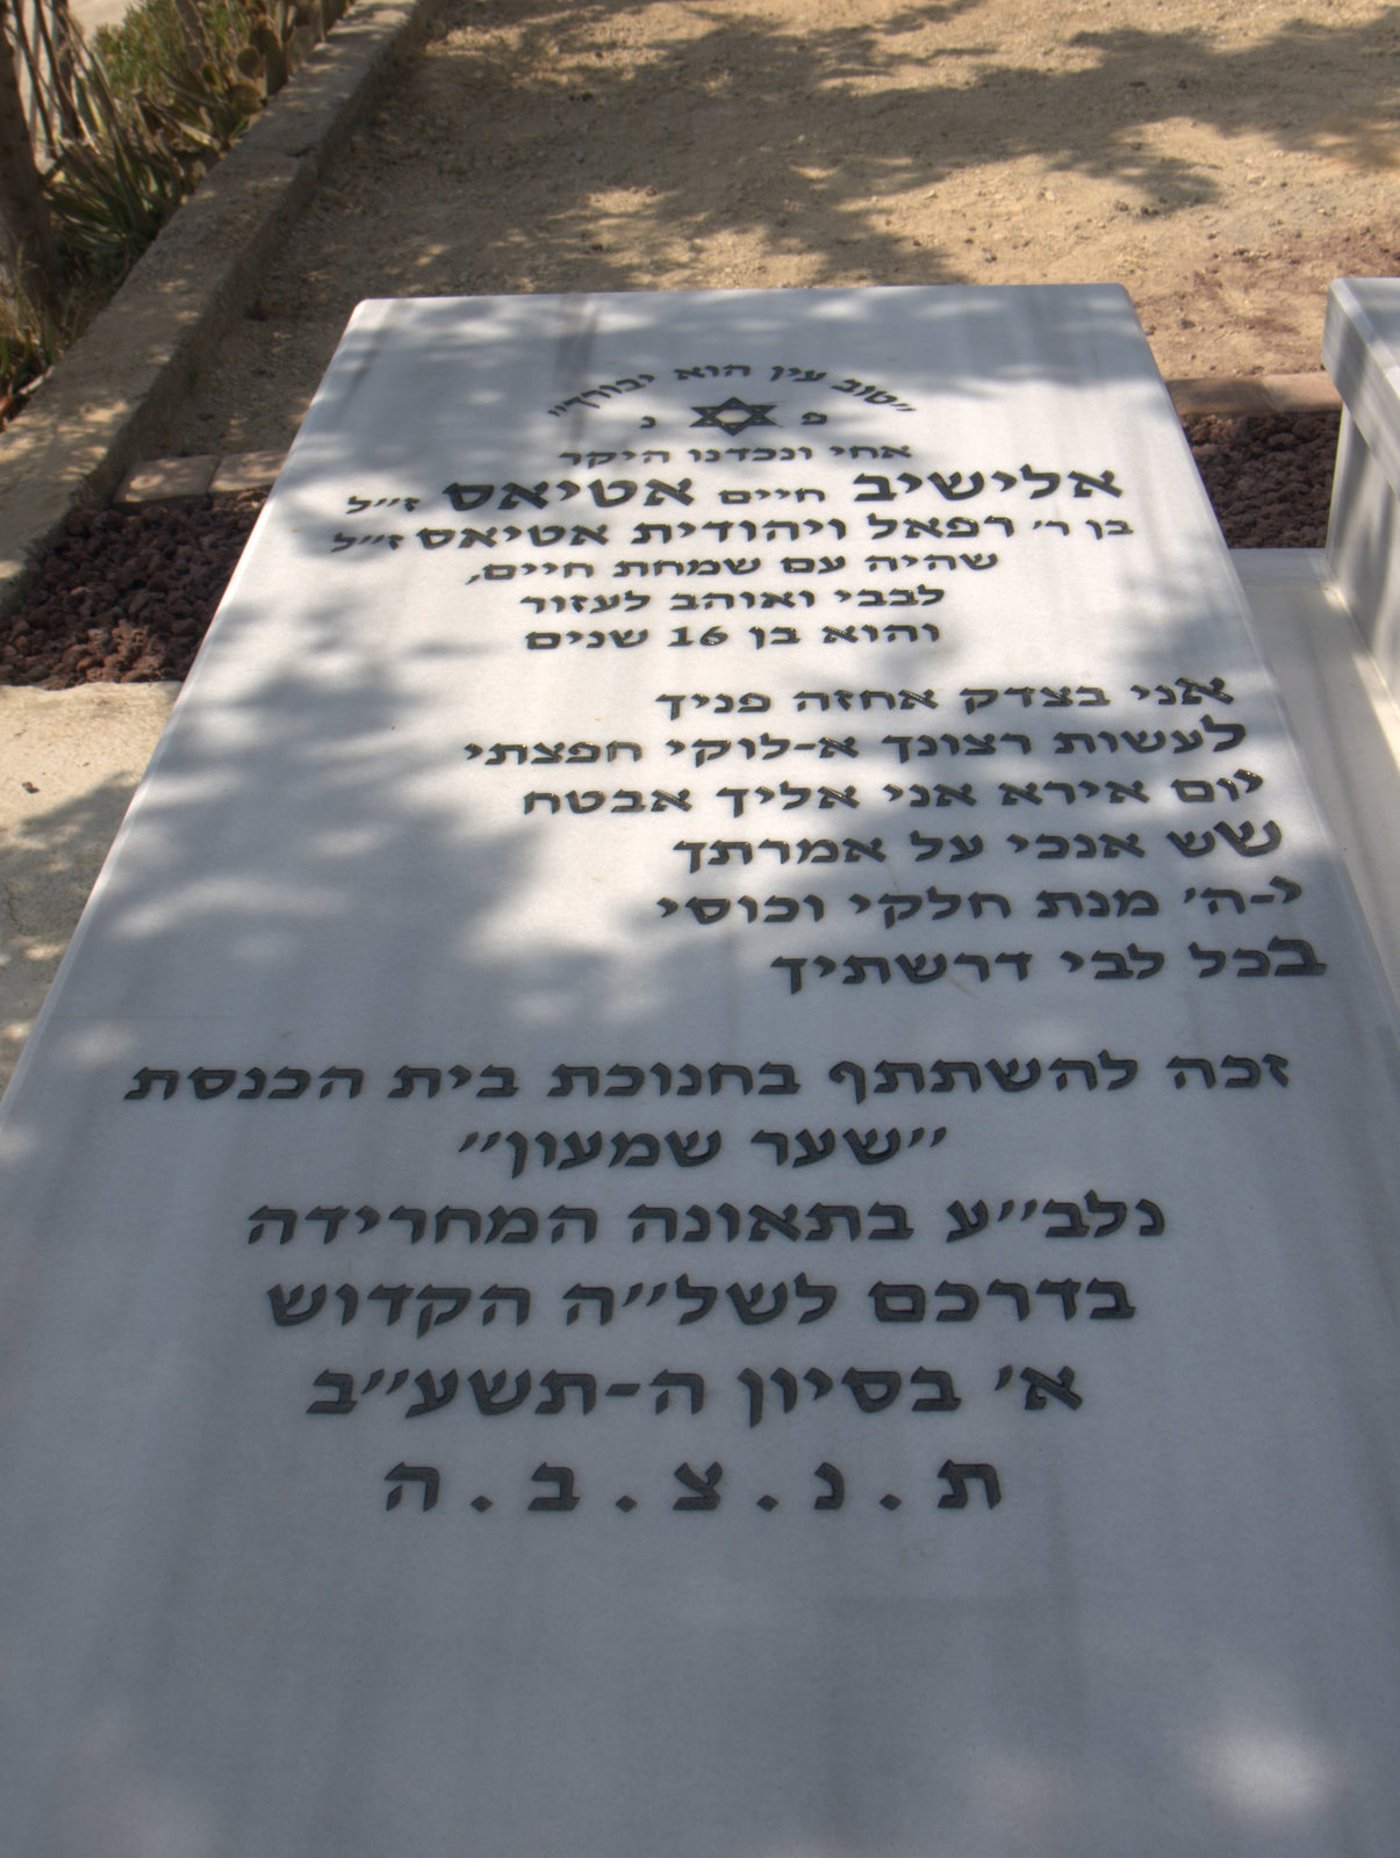 ״טוב עין הוא יבורך״
פ נ
אחי ונכדנו היקר
אלישיב חיים אטיאס ז״ל
בן ר׳ רפאל ויהודית אטיאס ז״ל
שהיה עם שמחת חיים,
לבבי ואוהב לעזור
והוא בן 16 שנים
אני בצדק אחזה פניך
לעשות רצונך א-לוקי חפצתי
יום אירא אני אליך אבטח
שש אנכי על אמרתך
י-ה׳ מנת חלקי וכוסי
בכל לבי דרשתיך
זכה להשתתף בחנוכת בית הכנסת
״שער שמעון״
נלב״ע בתאונה המחרידה
בדרכם לשל״ה הקדוש
א׳ בסיון ה-תשע״ב
ת.נ.צ.ב.ה